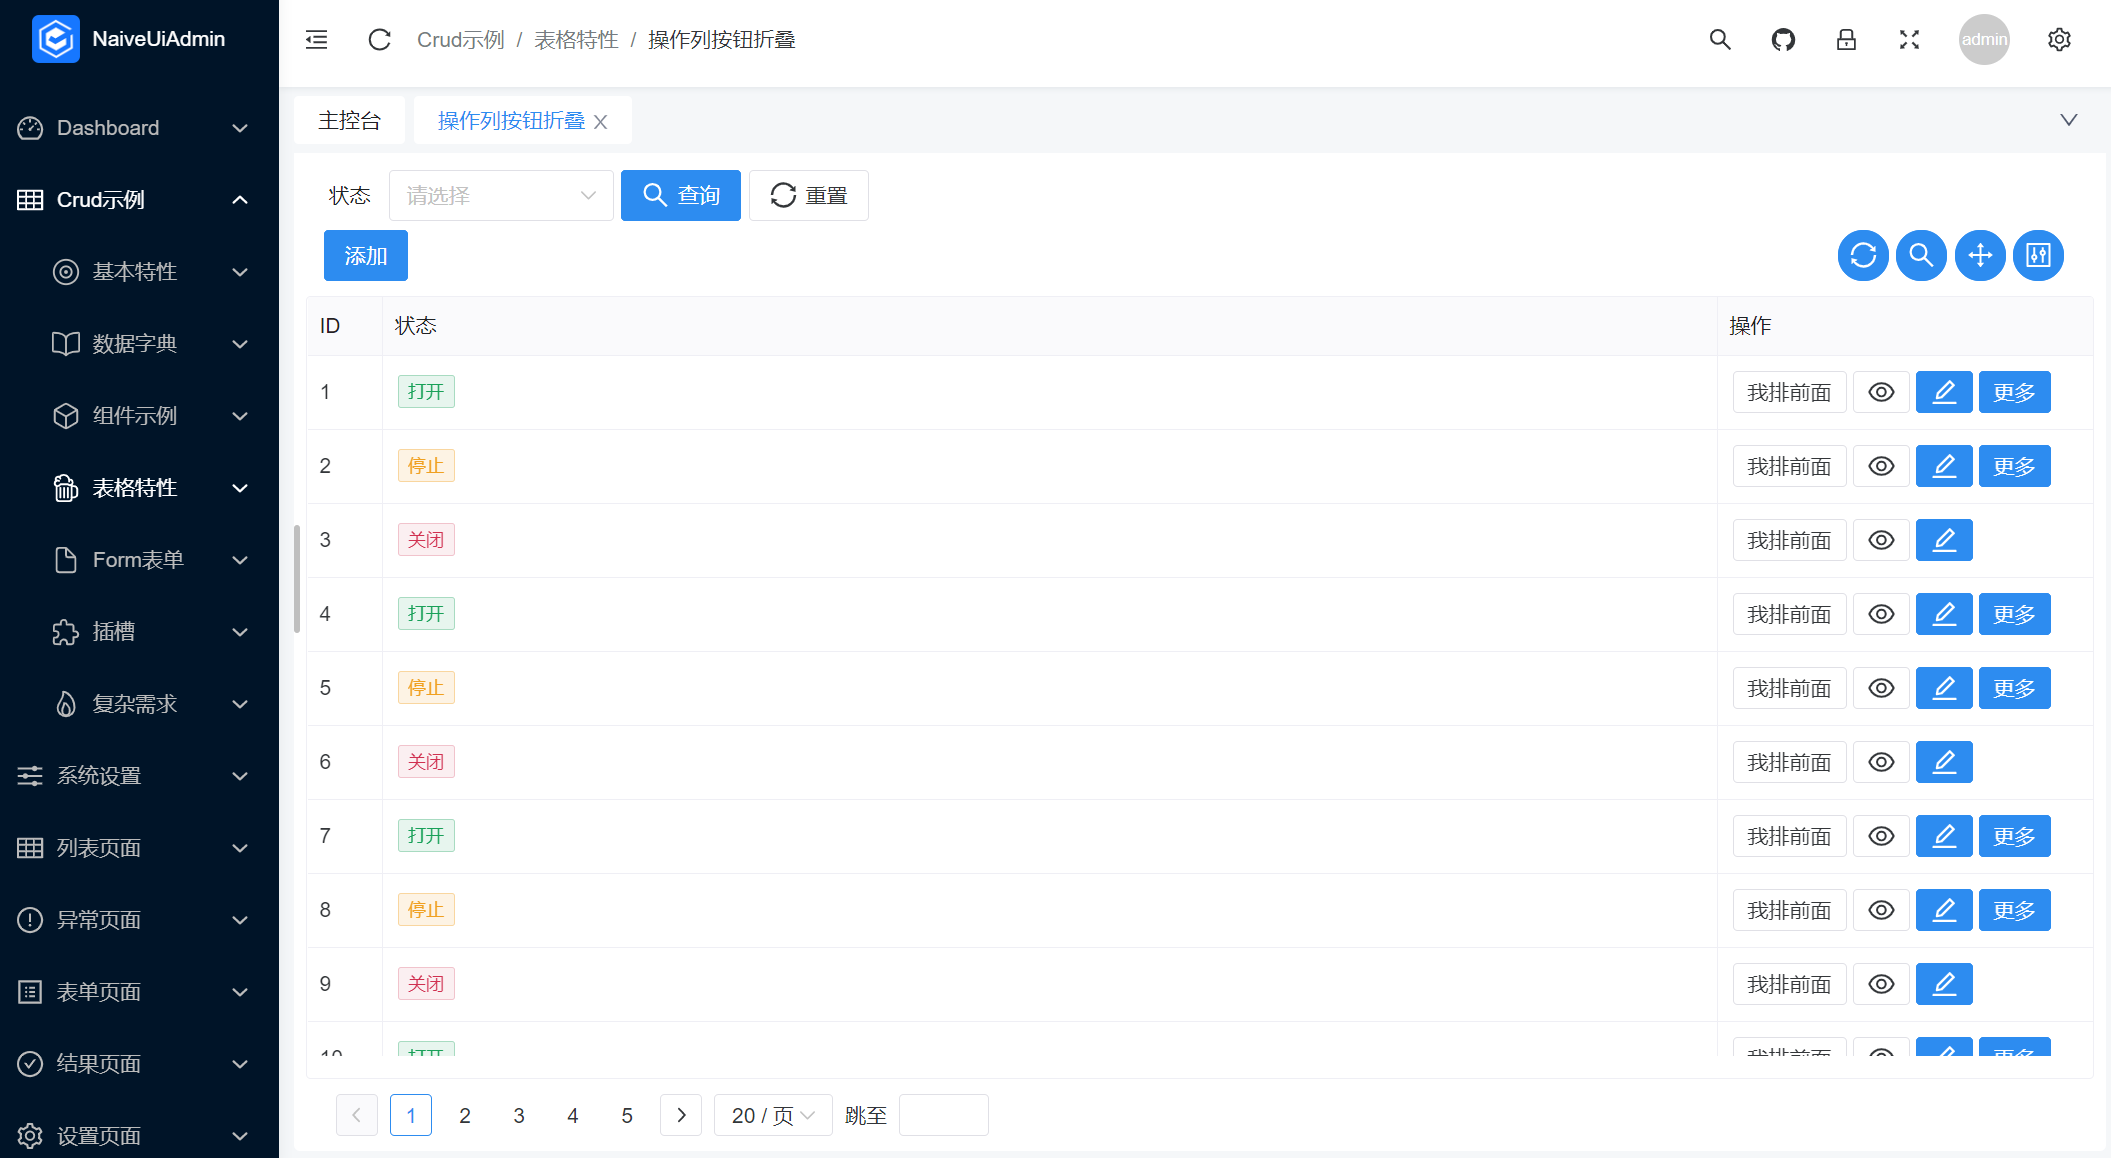 NaiveUiAdmin
Crud示例 / 表格特性 / 操作列按钮折叠
admin
Dashboard
Crud示例
基本特性
数据字典
组件示例
表格特性
Form表单
插槽
复杂需求
系统设置
列表页面
异常页面
表单页面
结果页面
设置页面
主控台
操作列按钮折叠
状态 请选择 查询 重置
添加
ID 状态 操作
1 打开 我排前面 更多
2 停止 我排前面 更多
3 关闭 我排前面
4 打开 我排前面 更多
5 停止 我排前面 更多
6 关闭 我排前面
7 打开 我排前面 更多
8 停止 我排前面 更多
9 关闭 我排前面
10 打开 我排前面 更多
1 2 3 4 5 20 / 页 跳至